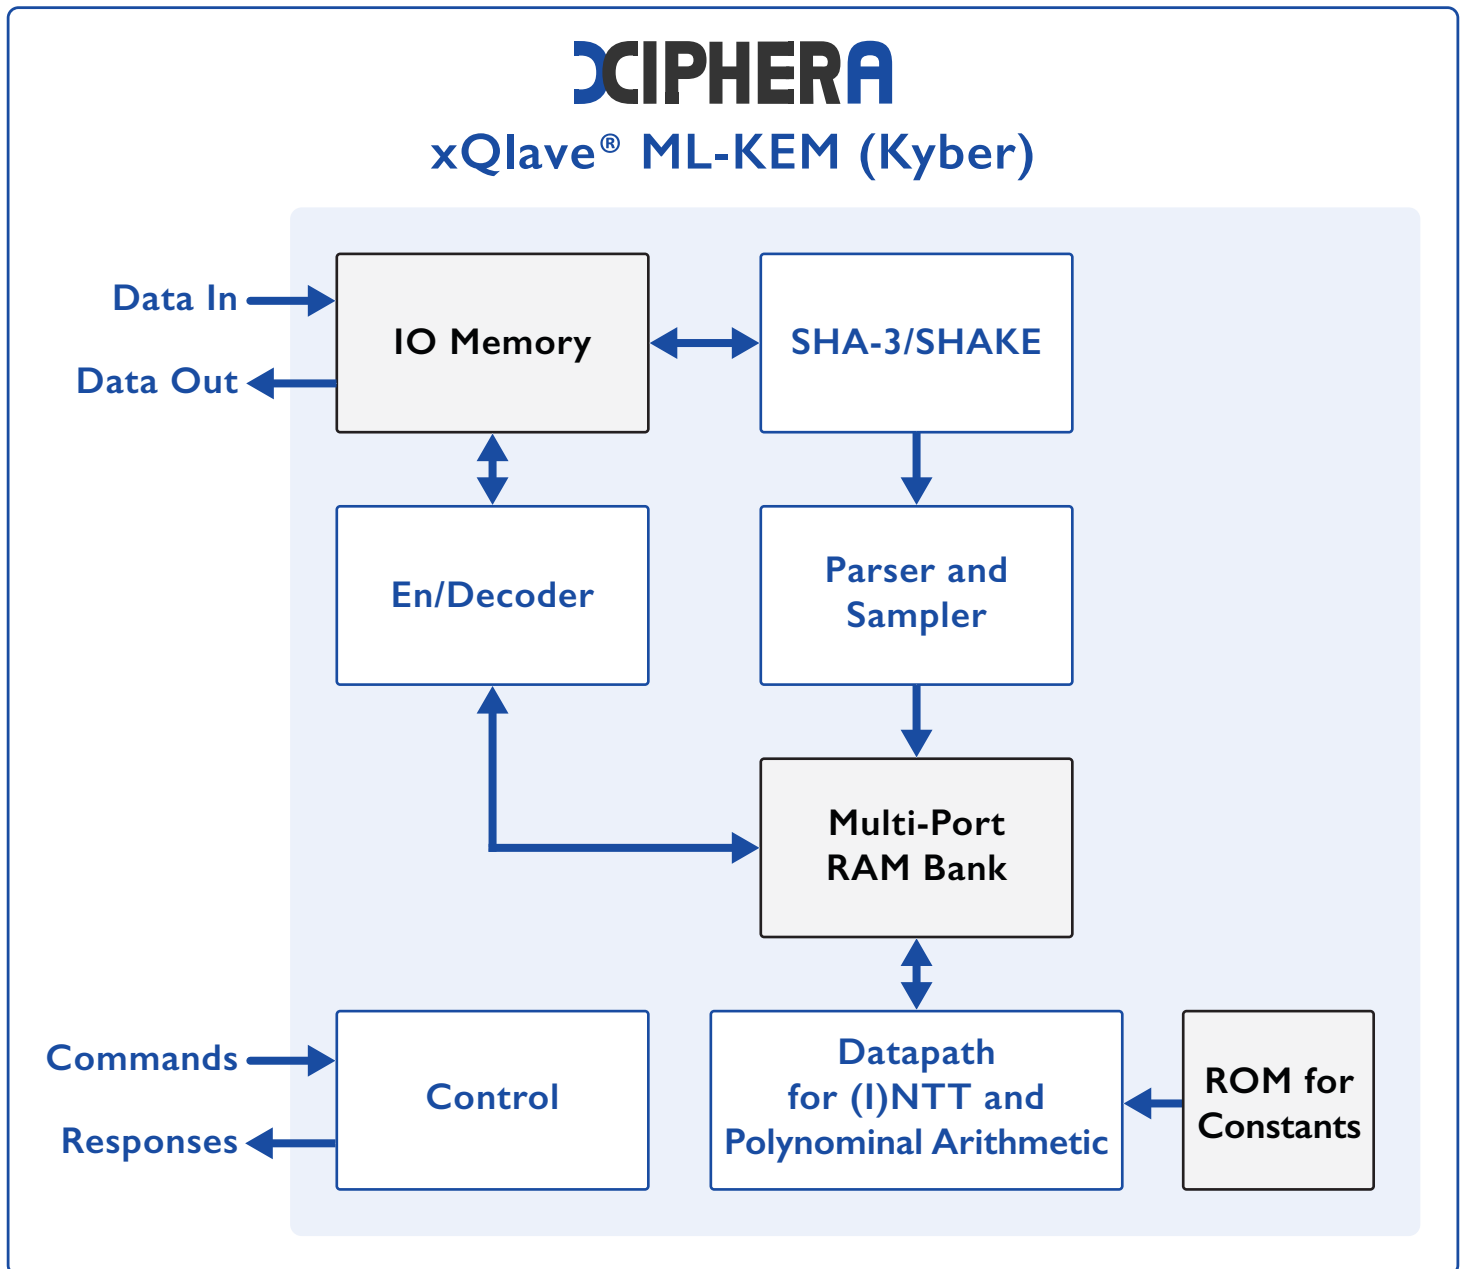 XIPHERA
xQlave® ML-KEM (Kyber)
Data In
Data Out
IO Memory
SHA-3/SHAKE
En/Decoder
Parser and
Sampler
Multi-Port
RAM Bank
Commands
Responses
Control
Datapath
for (I)NTT and
Polynominal Arithmetic
ROM for
Constants